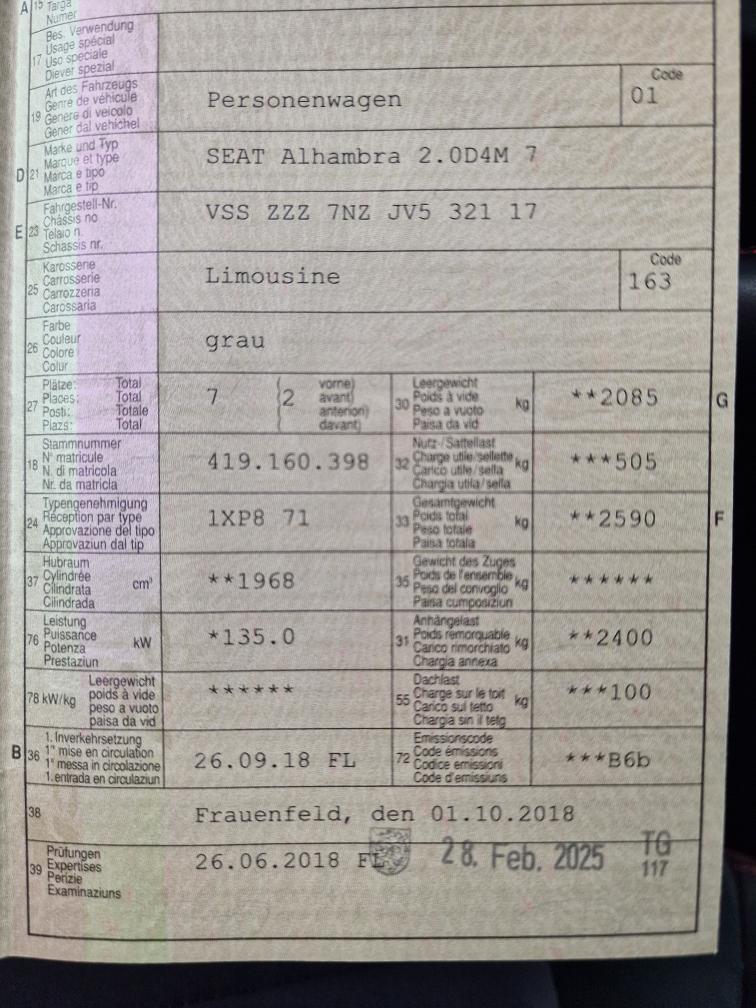 A 15 Targa
Numer
Bes. Verwendung
17 Usage spécial
Uso speciale
Diever spezial
Art des Fahrzeugs
19 Genre de véhicule
Genere di veicolo
Gener dal vehichel
Personenwagen
Code
01
Marke und Typ
D 21 Marque et type
Marca e tipo
Marca e tip
SEAT Alhambra 2.0D4M 7
Fahrgestell-Nr.
E 23 Châssis no
Telaio n.
Schassis nr.
VSS ZZZ 7NZ JV5 321 17
Karosserie
25 Carrosserie
Carrozzeria
Carossaria
Limousine
Code
163
Farbe
26 Couleur
Colore
Colur
grau
27 Plätze: Total
Places: Total
Posti: Totale
Plazs: Total
7 (2 vorne)
avant)
anteriori)
davant)
30 Leergewicht
Poids à vide
Peso a vuoto
Paisa da vid
kg
**2085 G
18 Stammnummer
N° matricule
N. di matricola
Nr. da matricla
419.160.398
32 Nutz-/Sattellast
Charge utile/sellette
Carico utile/sella
Chargia utila/sella
kg
***505
24 Typengenehmigung
Réception par type
Approvazione del tipo
Approvaziun dal tip
1XP8 71
33 Gesamtgewicht
Poids total
Peso totale
Paisa totala
kg
**2590 F
37 Hubraum
Cylindrée
Cilindrata
Cilindrada
cm³
**1968
35 Gewicht des Zuges
Poids de l'ensemble
Peso del convoglio
Paisa cumposiziun
kg
******
76 Leistung
Puissance
Potenza
Prestaziun
kW
*135.0
31 Anhängelast
Poids remorquable
Carico rimorchiato
Chargia annexa
kg
**2400
78 kW/kg
Leergewicht
poids à vide
peso a vuoto
paisa da vid
******
55 Dachlast
Charge sur le toit
Carico sul tetto
Chargia sin il tetg
kg
***100
B 36 1. Inverkehrsetzung
1re mise en circulation
1a messa in circolazione
1. entrada en circulaziun
26.09.18 FL
72 Emissionscode
Code émissions
Codice emissioni
Code d'emissiuns
***B6b
38
Frauenfeld, den 01.10.2018
39 Prüfungen
Expertises
Perizie
Examinaziuns
26.06.2018 FL
28. Feb. 2025
TG
117